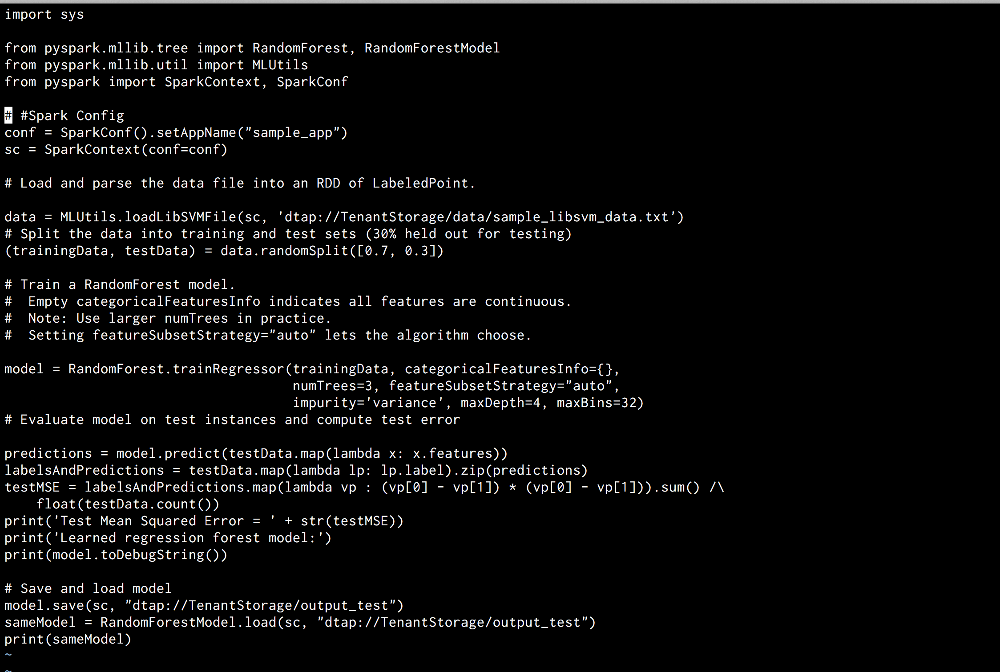 import sys

from pyspark.mllib.tree import RandomForest, RandomForestModel
from pyspark.mllib.util import MLUtils
from pyspark import SparkContext, SparkConf

# #Spark Config
conf = SparkConf().setAppName("sample_app")
sc = SparkContext(conf=conf)

# Load and parse the data file into an RDD of LabeledPoint.

data = MLUtils.loadLibSVMFile(sc, 'dtap://TenantStorage/data/sample_libsvm_data.txt')
# Split the data into training and test sets (30% held out for testing)
(trainingData, testData) = data.randomSplit([0.7, 0.3])

# Train a RandomForest model.
#  Empty categoricalFeaturesInfo indicates all features are continuous.
#  Note: Use larger numTrees in practice.
#  Setting featureSubsetStrategy="auto" lets the algorithm choose.

model = RandomForest.trainRegressor(trainingData, categoricalFeaturesInfo={},
                                    numTrees=3, featureSubsetStrategy="auto",
                                    impurity='variance', maxDepth=4, maxBins=32)
# Evaluate model on test instances and compute test error

predictions = model.predict(testData.map(lambda x: x.features))
labelsAndPredictions = testData.map(lambda lp: lp.label).zip(predictions)
testMSE = labelsAndPredictions.map(lambda vp : (vp[0] - vp[1]) * (vp[0] - vp[1])).sum() /\
    float(testData.count())
print('Test Mean Squared Error = ' + str(testMSE))
print('Learned regression forest model:')
print(model.toDebugString())

# Save and load model
model.save(sc, "dtap://TenantStorage/output_test")
sameModel = RandomForestModel.load(sc, "dtap://TenantStorage/output_test")
print(sameModel)
~
~